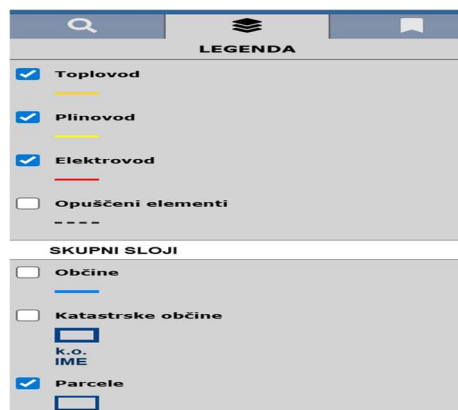 LEGENDA
Toplovod
Plinovod
Elektrovod
Opuščeni elementi
SKUPNI SLOJI
Občine
Katastrske občine
k.o.
IME
Parcele